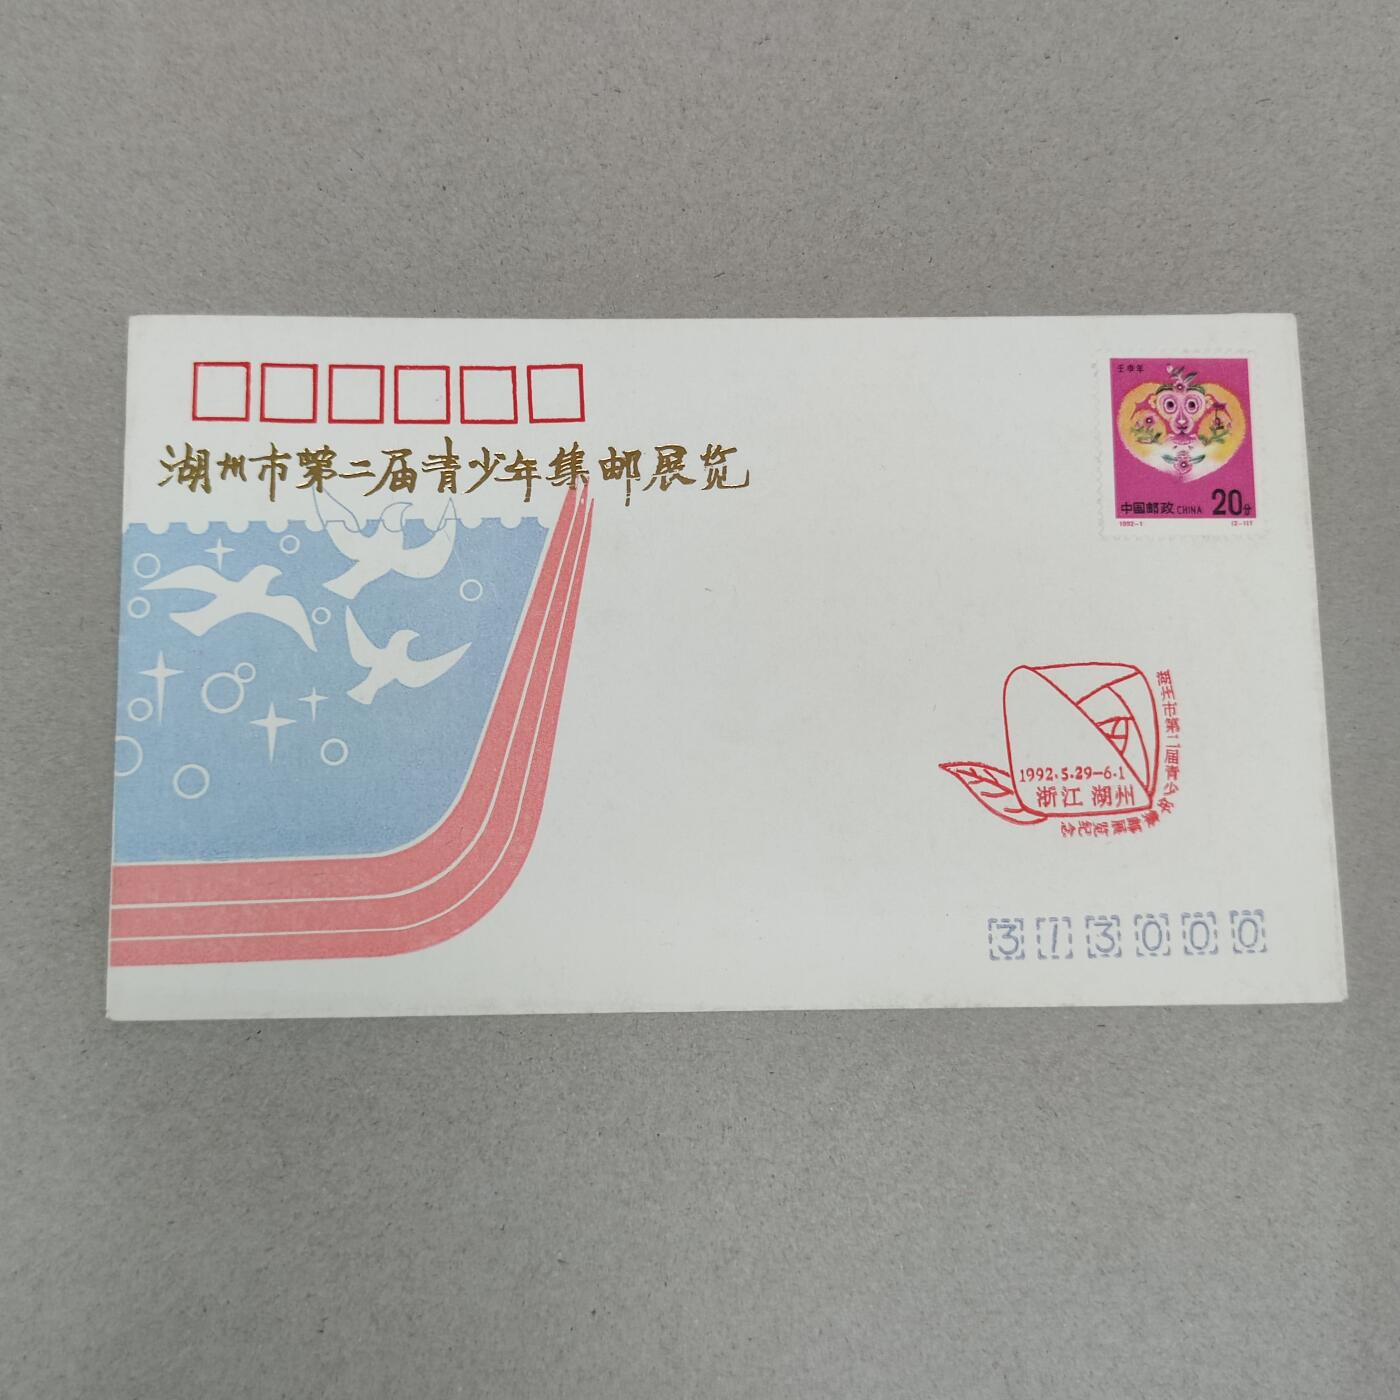 湖州市第二届青少年集邮展览
壬申年
中国邮政 CHINA 20分
1992-1 (2-1)T
湖州市第二届青少年集邮展览纪念
1992.5.29-6.1
浙江 湖州
313000